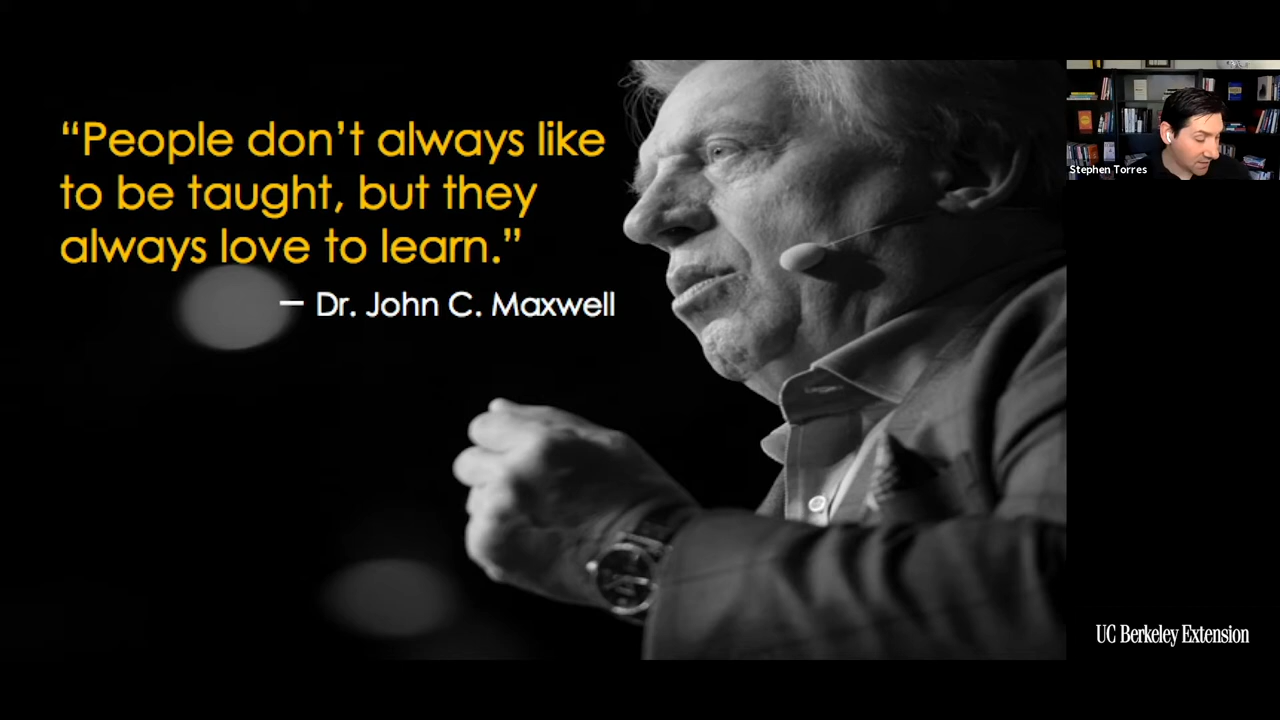 “People don’t always like
to be taught, but they
always love to learn.”
– Dr. John C. Maxwell
Stephen Torres
UC Berkeley Extension